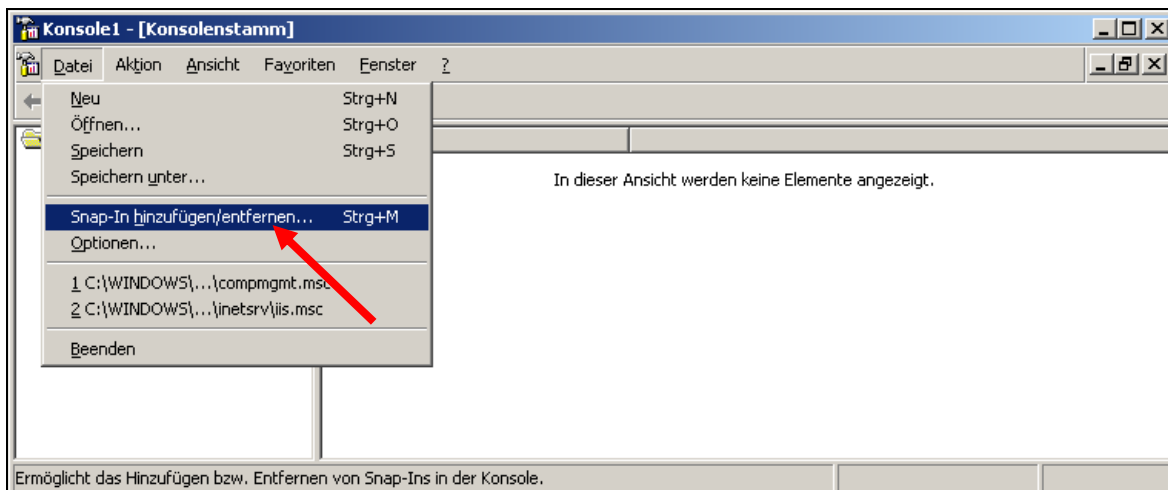 Konsole1 - [Konsolenstamm]
Datei Aktion Ansicht Favoriten Fenster ?
Neu Strg+N
Öffnen... Strg+O
Speichern Strg+S
Speichern unter...
In dieser Ansicht werden keine Elemente angezeigt.
Snap-In hinzufügen/entfernen... Strg+M
Optionen...
1 C:\WINDOWS\...\compmgmt.msc
2 C:\WINDOWS\...\inetsrv\iis.msc
Beenden
Ermöglicht das Hinzufügen bzw. Entfernen von Snap-Ins in der Konsole.